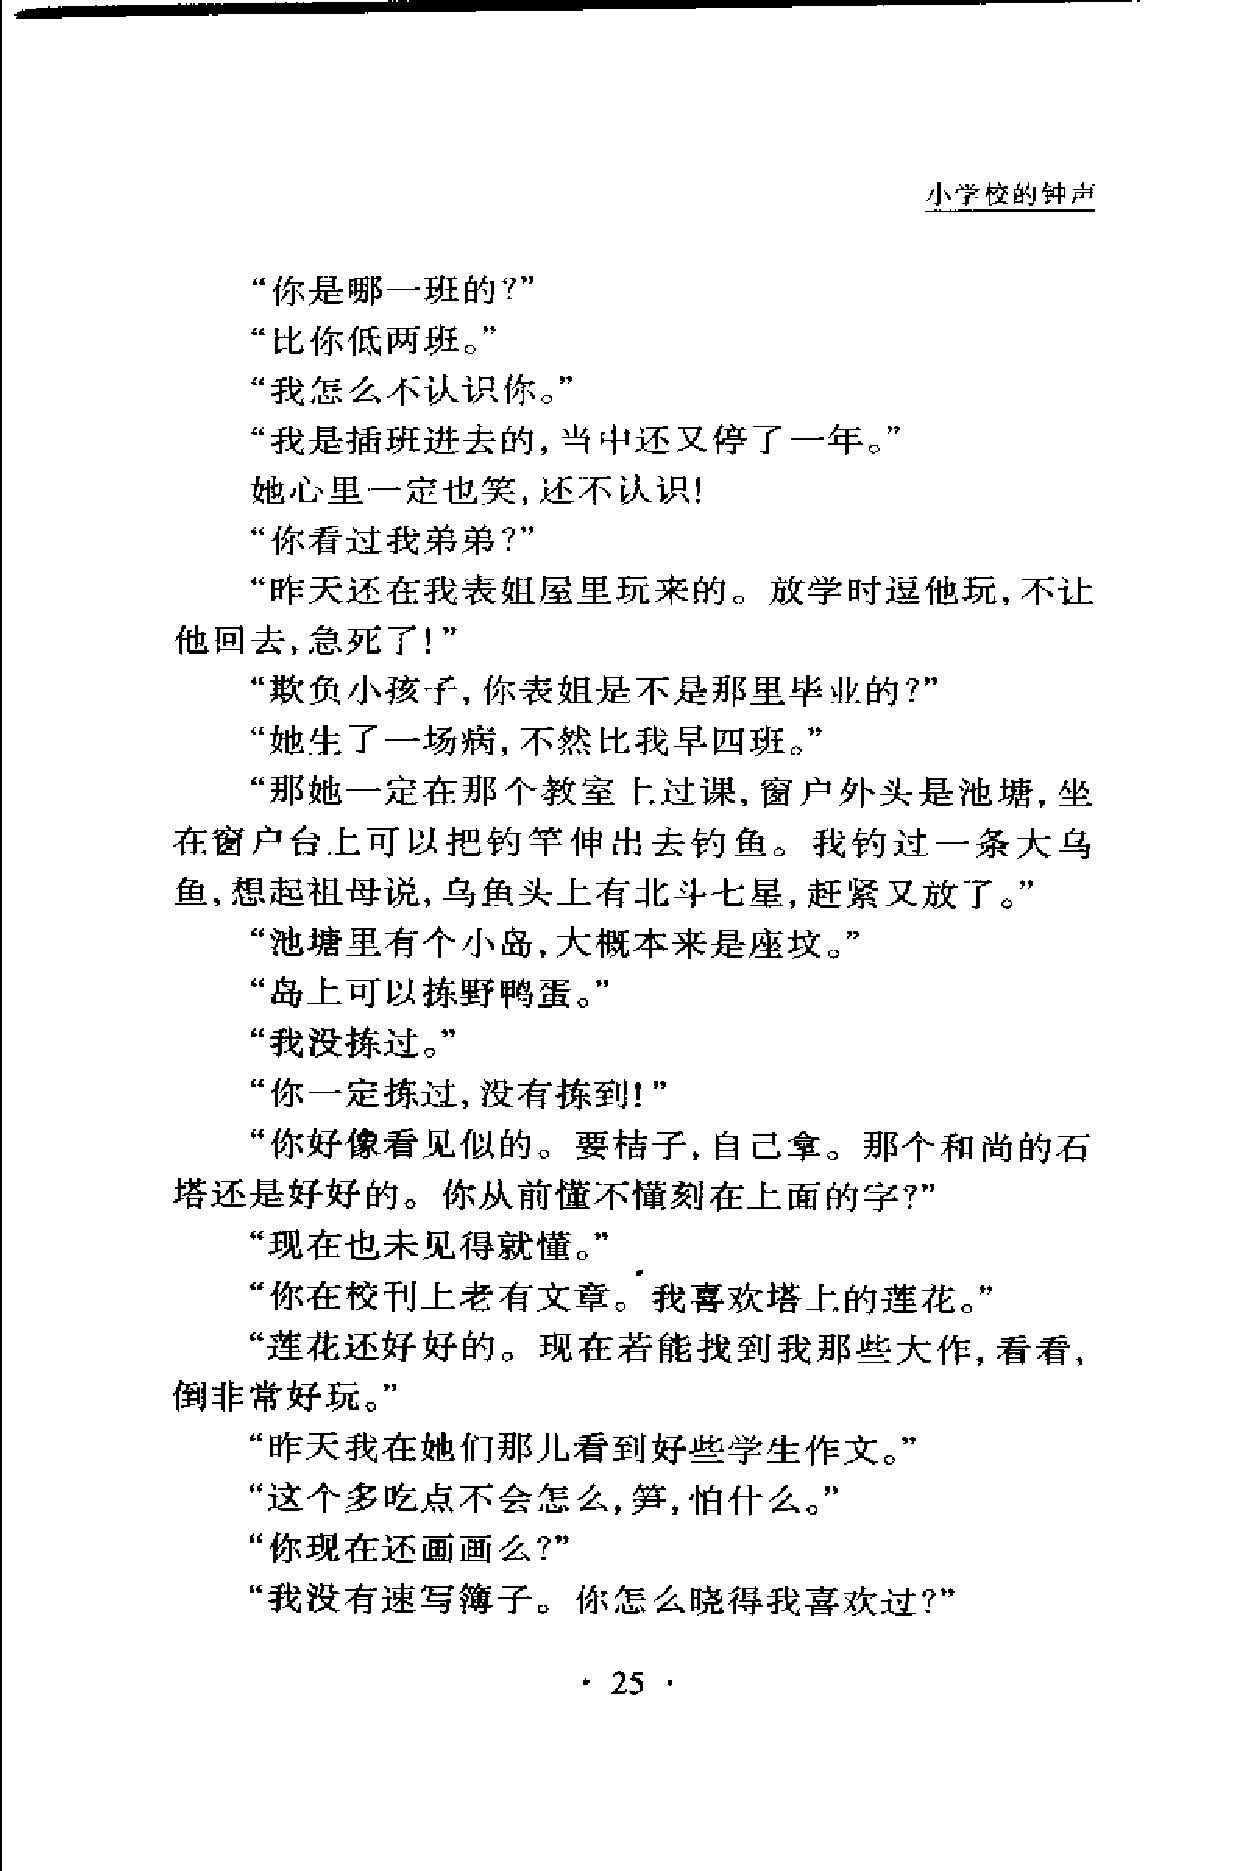 小学校的钟声
“你是哪一班的?”
“比你低两班。”
“我怎么不认识你。”
“我是插班进去的,当中还又停了一年。”
她心里一定也笑,还不认识!
“你看过我弟弟?”
“昨天还在我表姐屋里玩来的。放学时逗他玩,不让
他回去,急死了!”
“欺负小孩子,你表姐是不是那里毕业的?”
“她生了一场病,不然比我早四班。”
“那她一定在那个教室上过课,窗户外头是池塘,坐
在窗户台上可以把钓竿伸出去钓鱼。我钓过一条大乌
鱼,想起祖母说,乌鱼头上有北斗七星,赶紧又放了。”
“池塘里有个小岛,大概本来是座坟。”
“岛上可以拣野鸭蛋。”
“我没拣过。”
“你一定拣过,没有拣到!”
“你好像看见似的。要桔子,自己拿。那个和尚的石
塔还是好好的。你从前懂不懂刻在上面的字?”
“现在也未见得就懂。”
“你在校刊上老有文章。我喜欢塔上的莲花。”
“莲花还好好的。现在若能找到我那些大作,看看,
倒非常好玩。”
“昨天我在她们那儿看到好些学生作文。”
“这个多吃点不会怎么,笋,怕什么。”
“你现在还画画么?”
“我没有速写簿子。你怎么晓得我喜欢过?”
· 25 ·